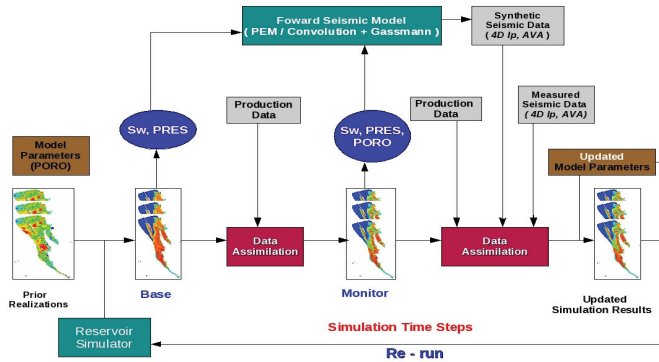 Foward Seismic Model
( PEM / Convolution + Gassmann )
Synthetic
Seismic Data
( 4D Ip, AVA )
Production
Data
Production
Data
Measured
Seismic Data
( 4D Ip, AVA)
Sw, PRES
Sw, PRES,
PORO
Model
Parameters
(PORO)
Updated
Model Parameters
Data
Assimilation
Data
Assimilation
Prior
Realizations
Base
Monitor
Updated
Simulation Results
Reservoir
Simulator
Simulation Time Steps
Re - run